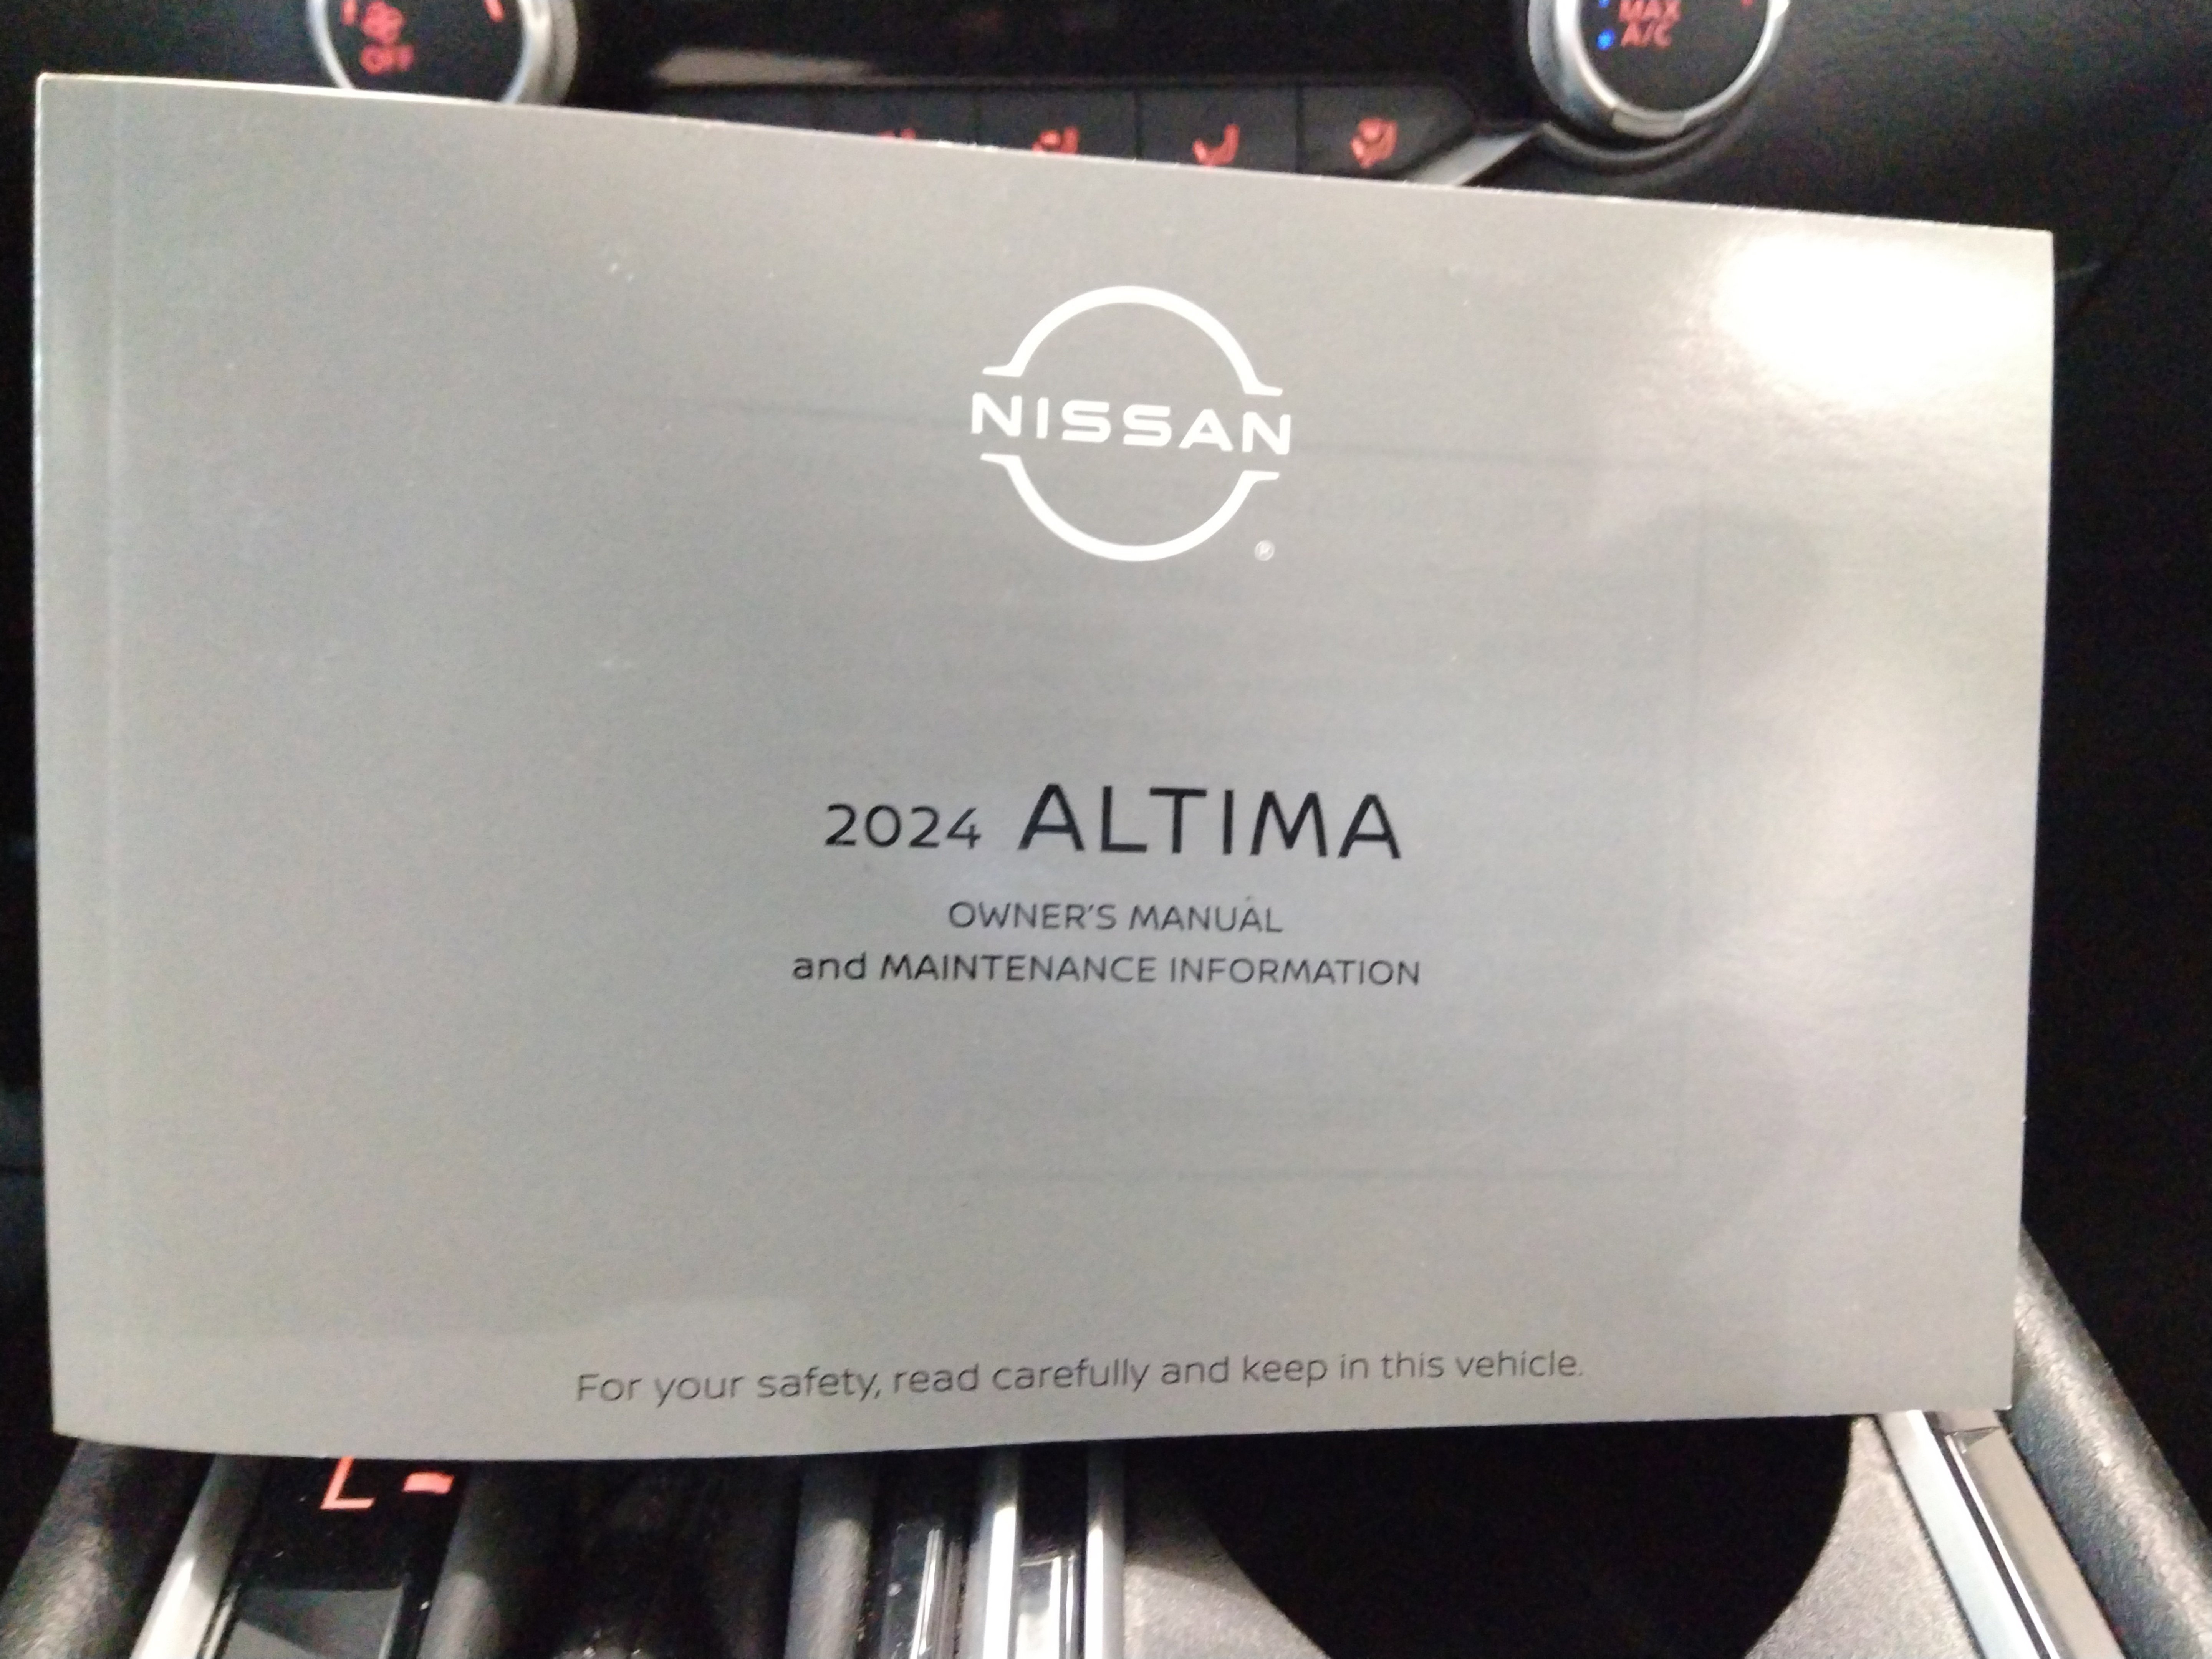 OFF
MAX
A/C
NISSAN
®
2024 ALTIMA
OWNER'S MANUAL
and MAINTENANCE INFORMATION
For your safety, read carefully and keep in this vehicle.
L -